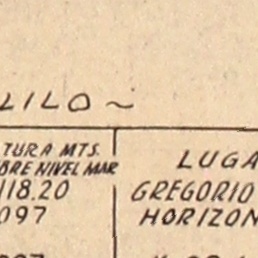 LILO~
TURA MTS. LUGA
BRE NIVEL MAR
118.20 GREGORIO
097 HORIZON